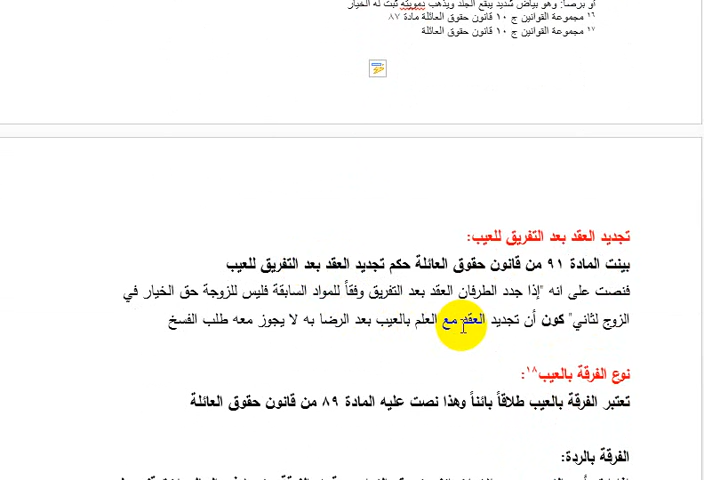 أو برصا: وهو بياض شديد يبقع الجلد ويذهب دمويته ثبت له الخيار
١٦ مجموعة القوانين ج ١٠ قانون حقوق العائلة مادة ٨٧
١٧ مجموعة القوانين ج ١٠ قانون حقوق العائلة
تجديد العقد بعد التفريق للعيب:
بينت المادة ٩١ من قانون حقوق العائلة حكم تجديد العقد بعد التفريق للعيب
فنصت على انه "إذا جدد الطرفان العقد بعد التفريق وفقاً للمواد السابقة فليس للزوجة حق الخيار في
الزوج لثاني" كون أن تجديد العقد مع العلم بالعيب بعد الرضا به لا يجوز معه طلب الفسخ
نوع الفرقة بالعيب١٨:
تعتبر الفرقة بالعيب طلاقاً بائناً وهذا نصت عليه المادة ٨٩ من قانون حقوق العائلة
الفرقة بالردة: